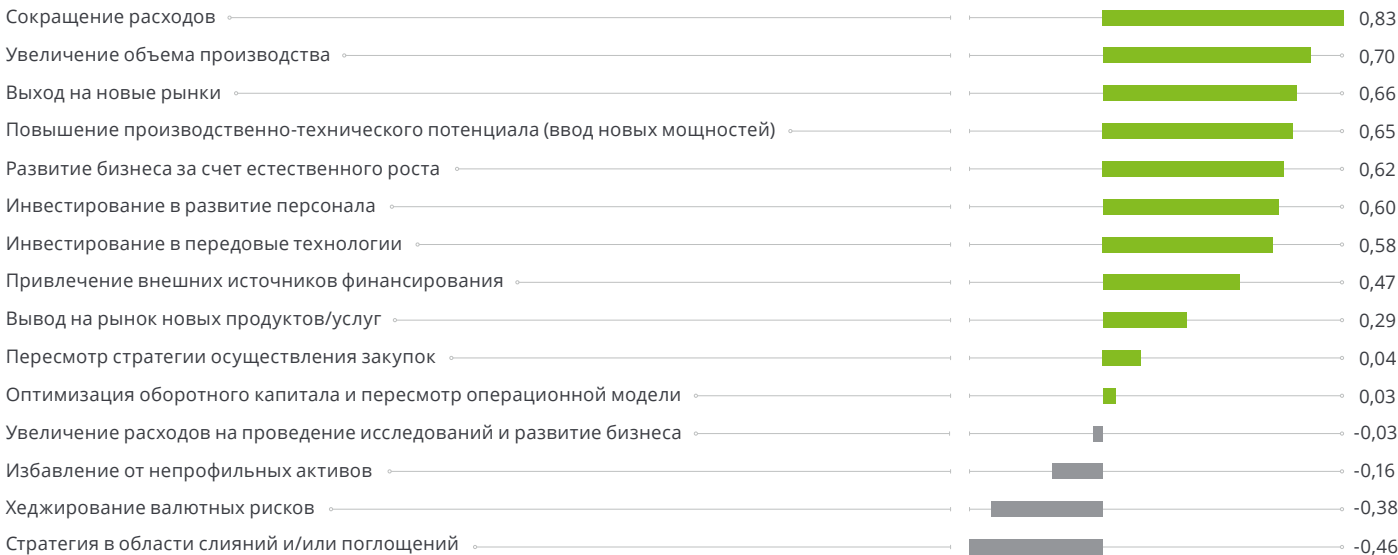 Сокращение расходов 0,83
Увеличение объема производства 0,70
Выход на новые рынки 0,66
Повышение производственно-технического потенциала (ввод новых мощностей) 0,65
Развитие бизнеса за счет естественного роста 0,62
Инвестирование в развитие персонала 0,60
Инвестирование в передовые технологии 0,58
Привлечение внешних источников финансирования 0,47
Вывод на рынок новых продуктов/услуг 0,29
Пересмотр стратегии осуществления закупок 0,04
Оптимизация оборотного капитала и пересмотр операционной модели 0,03
Увеличение расходов на проведение исследований и развитие бизнеса -0,03
Избавление от непрофильных активов -0,16
Хеджирование валютных рисков -0,38
Стратегия в области слияний и/или поглощений -0,46